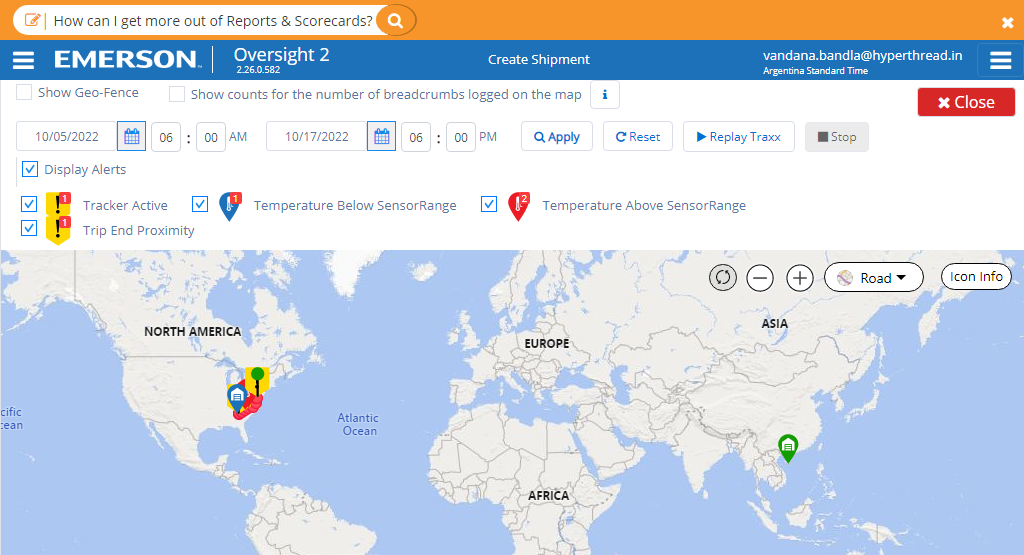 How can I get more out of Reports & Scorecards?
EMERSON
Oversight 2
2.26.0.582
Create Shipment
vandana.bandla@hyperthread.in
Argentina Standard Time
Show Geo-Fence
Show counts for the number of breadcrumbs logged on the map
i
Close
10/05/2022 06 : 00 AM 10/17/2022 06 : 00 PM Apply Reset Replay Traxx Stop
Display Alerts
1 Tracker Active 1 Temperature Below SensorRange 2 Temperature Above SensorRange
1 Trip End Proximity
Road
Icon Info
NORTH AMERICA
EUROPE
ASIA
cific
cean
Atlantic
Ocean
AFRICA